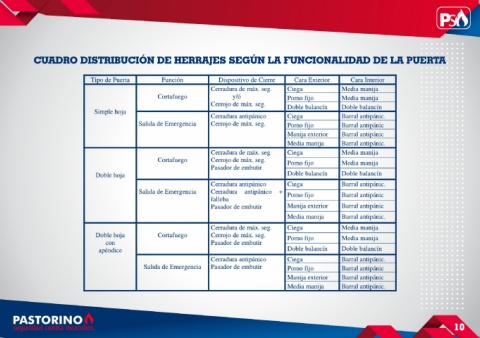 PSA
CUADRO DISTRIBUCIÓN DE HERRAJES SEGÚN LA FUNCIONALIDAD DE LA PUERTA
Tipo de Puerta Función Dispositivo de Cierre Cara Exterior Cara Interior
Simple hoja
Cortafuego
Cerradura de máx. seg.
y/ó
Cerrojo de máx. seg.
Ciega Media manija
Pomo fijo Media manija
Doble balancín Doble balancín
Salida de Emergencia
Cerradura antipánico
Cerrojo de máx. seg.
Ciega Barral antipánic.
Pomo fijo Barral antipánic.
Manija exterior Barral antipánic.
Media manija Barral antipánic.
Doble hoja
Cortafuego
Cerradura de máx. seg.
Cerrojo de máx. seg.
Pasador de embutir
Ciega Media manija
Pomo fijo Media manija
Doble balancín Doble balancín
Salida de Emergencia
Cerradura antipánico
Cerradura antipánico +
falleba
Pasador de embutir
Ciega Barral antipánic.
Pomo fijo Barral antipánic.
Manija exterior Barral antipánic.
Media manija Barral antipánic.
Doble hoja
con
apéndice
Cortafuego
Cerradura de máx. seg.
Cerrojo de máx. seg.
Pasador de embutir
Ciega Media manija
Pomo fijo Media manija
Doble balancín Doble balancín
Salida de Emergencia
Cerradura antipánico
Pasador de embutir
Ciega Barral antipánic.
Pomo fijo Barral antipánic.
Manija exterior Barral antipánic.
Media manija Barral antipánic.
PASTORINO
seguridad contra incendios
10